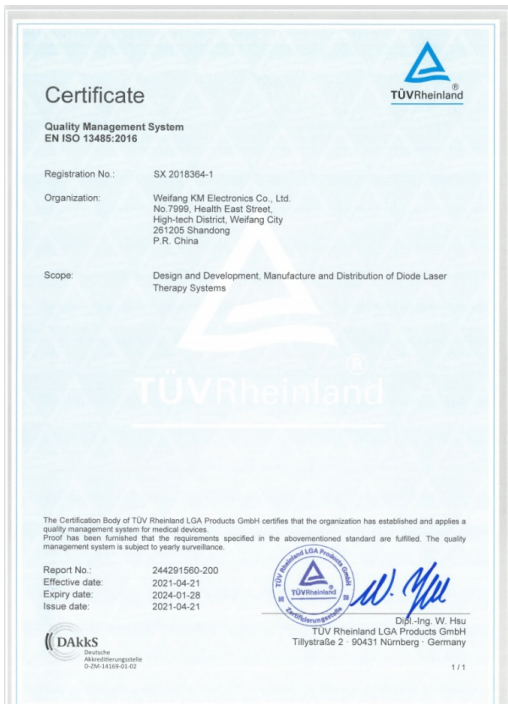 TÜVRheinland®
Certificate
Quality Management System
EN ISO 13485:2016
Registration No.: SX 2018364-1
Organization: Weifang KM Electronics Co., Ltd.
No.7999, Health East Street,
High-tech District, Weifang City
261205 Shandong
P.R. China
Scope: Design and Development, Manufacture and Distribution of Diode Laser
Therapy Systems
TÜVRheinland®
The Certification Body of TÜV Rheinland LGA Products GmbH certifies that the organization has established and applies a
quality management system for medical devices.
Proof has been furnished that the requirements specified in the abovementioned standard are fulfilled. The quality
management system is subject to yearly surveillance.
Report No.: 244291560-200
Effective date: 2021-04-21
Expiry date: 2024-01-28
Issue date: 2021-04-21
TÜV Rheinland LGA Products GmbH
TÜVRheinland
Zertifizierungsstelle
Dipl.-Ing. W. Hsu
TÜV Rheinland LGA Products GmbH
Tillystraße 2 · 90431 Nürnberg · Germany
DAkkS
Deutsche
Akkreditierungsstelle
D-ZM-14169-01-02
1 / 1